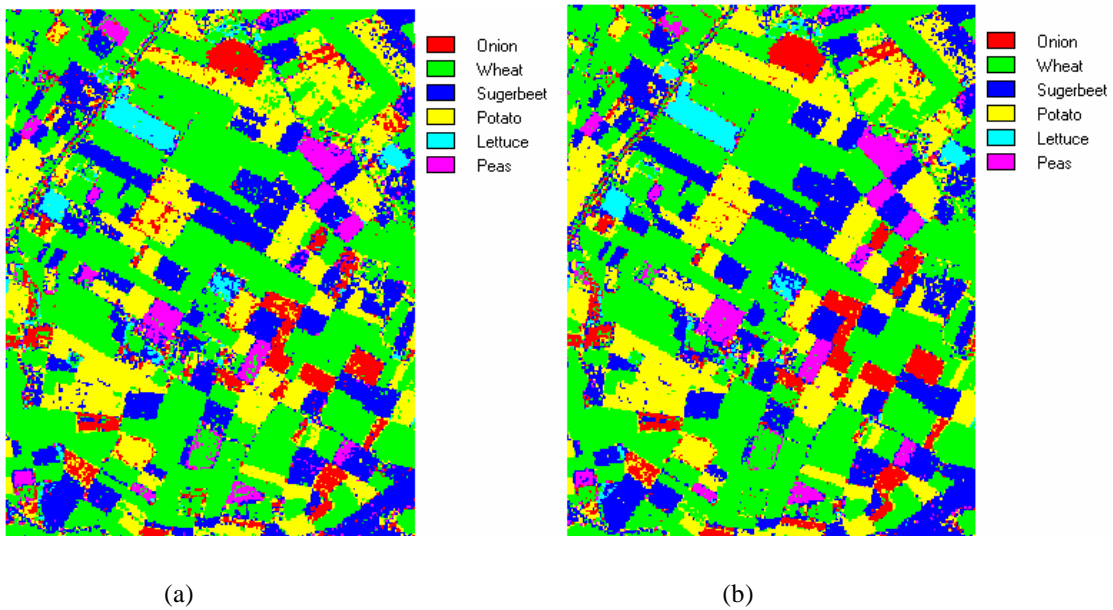 Onion
Wheat
Sugerbeet
Potato
Lettuce
Peas
Onion
Wheat
Sugerbeet
Potato
Lettuce
Peas
(a)
(b)